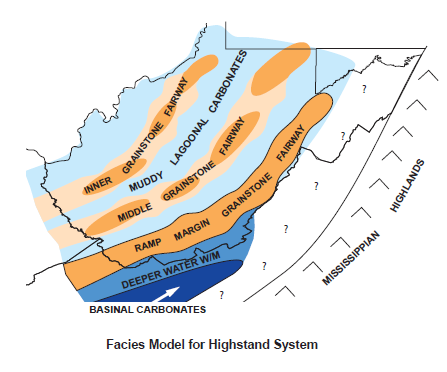 INNER GRAINSTONE FAIRWAY
MUDDY LAGOONAL CARBONATES
MIDDLE GRAINSTONE FAIRWAY
RAMP MARGIN GRAINSTONE FAIRWAY
DEEPER WATER W/M
BASINAL CARBONATES
?
?
?
?
?
?
?
MISSISSIPPIAN HIGHLANDS
Facies Model for Highstand System